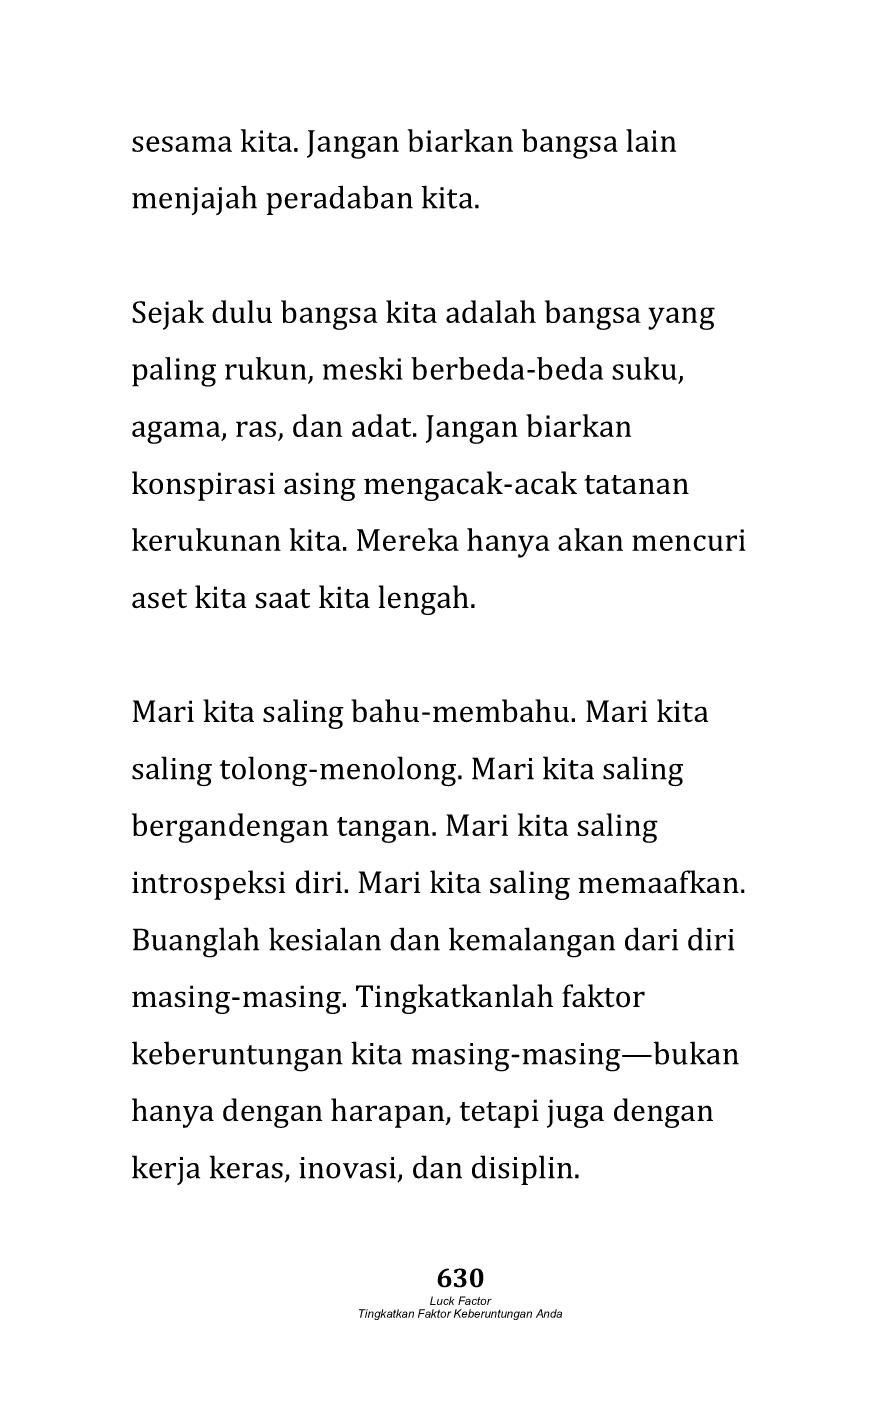 sesama kita. Jangan biarkan bangsa lain
menjajah peradaban kita.
Sejak dulu bangsa kita adalah bangsa yang
paling rukun, meski berbeda-beda suku,
agama, ras, dan adat. Jangan biarkan
konspirasi asing mengacak-acak tatanan
kerukunan kita. Mereka hanya akan mencuri
aset kita saat kita lengah.
Mari kita saling bahu-membahu. Mari kita
saling tolong-menolong. Mari kita saling
bergandengan tangan. Mari kita saling
introspeksi diri. Mari kita saling memaafkan.
Buanglah kesialan dan kemalangan dari diri
masing-masing. Tingkatkanlah faktor
keberuntungan kita masing-masing—bukan
hanya dengan harapan, tetapi juga dengan
kerja keras, inovasi, dan disiplin.
630
Luck Factor
Tingkatkan Faktor Keberuntungan Anda